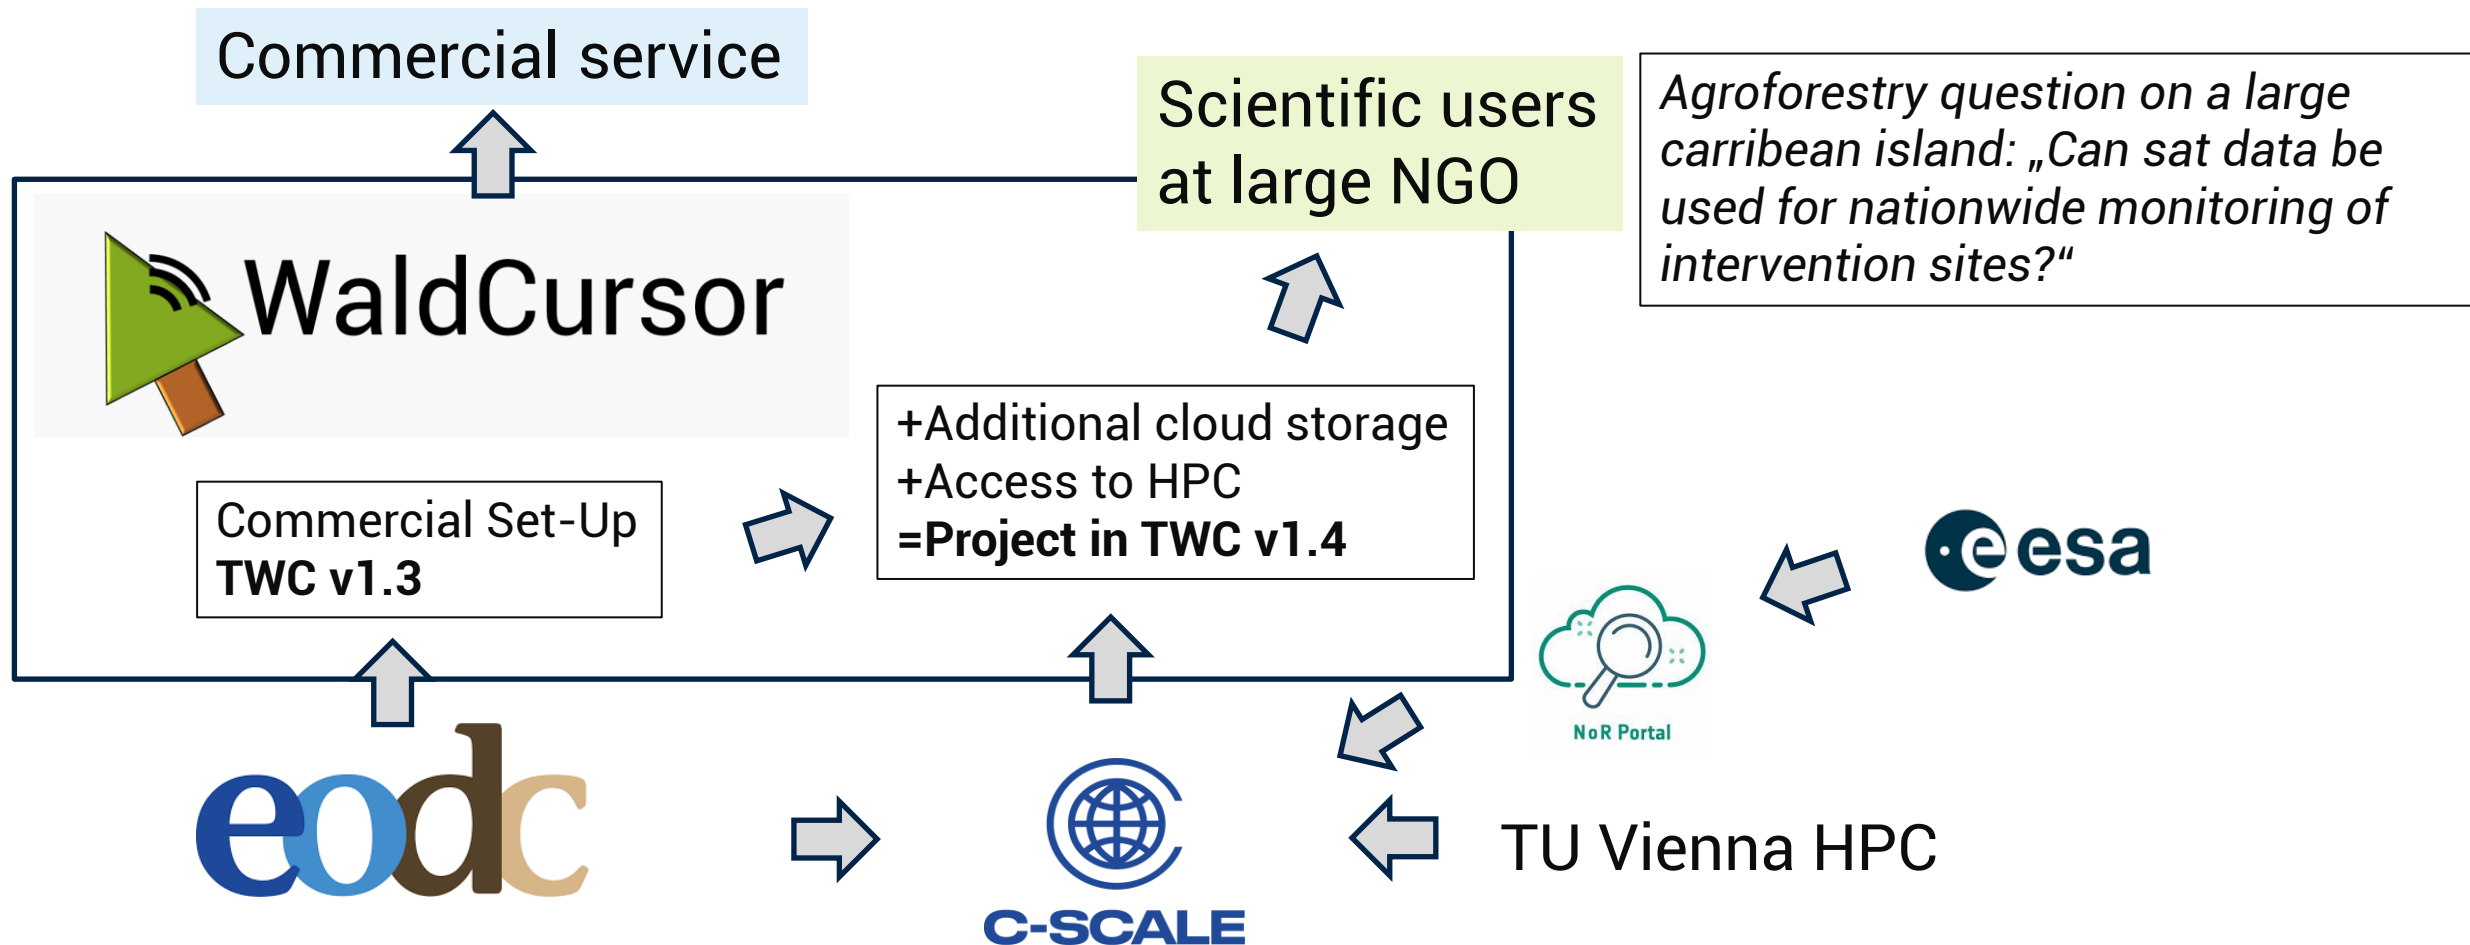 Commercial service
Scientific users
at large NGO
Agroforestry question on a large
carribean island: „Can sat data be
used for nationwide monitoring of
intervention sites?“
WaldCursor
+Additional cloud storage
+Access to HPC
=Project in TWC v1.4
Commercial Set-Up
TWC v1.3
esa
NoR Portal
eodc
C-SCALE
TU Vienna HPC